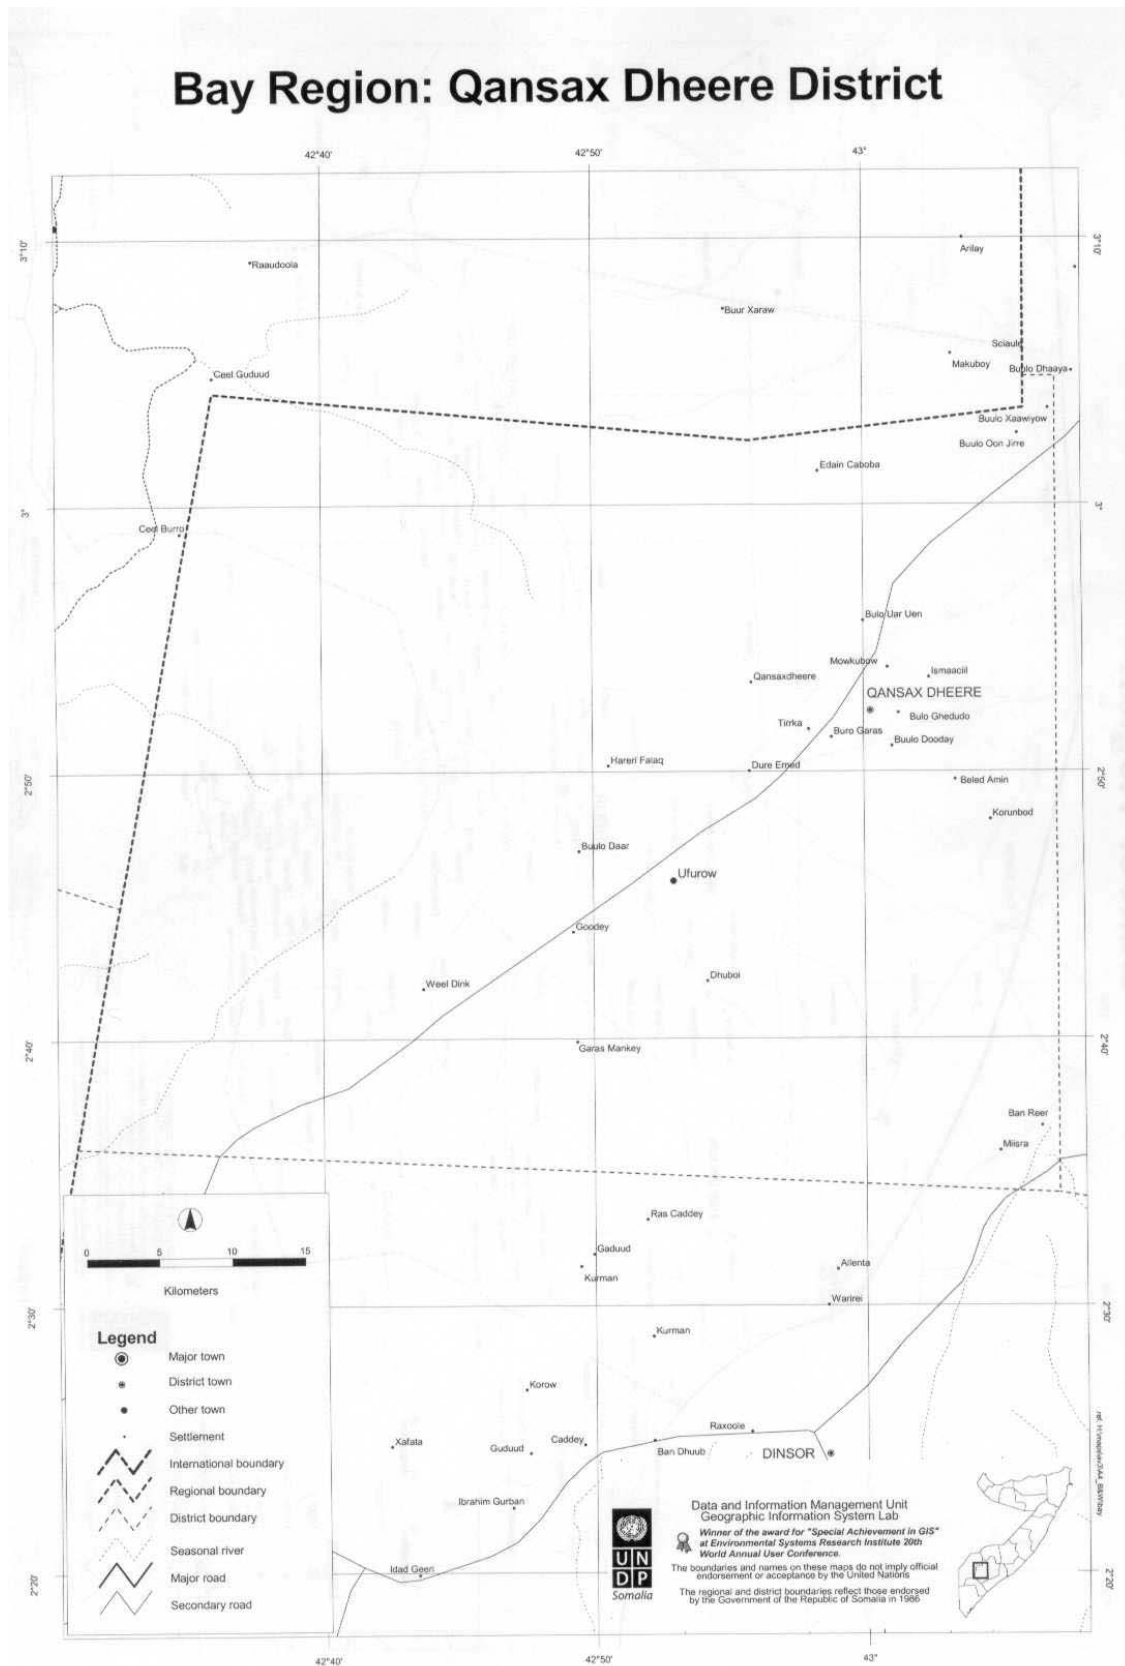 Bay Region: Qansax Dheere District
42°40'
42°50'
43°
3°10'
3°10'
Arilay
Raaudoola
Buur Xaraw
Sciaule
Makuboy
Buulo Dhaaya
Ceel Guduud
Buulo Xaawiyow
Buulo Oon Jirre
Edain Caboba
3°
3°
Ceel Burro
Bulo Uar Uen
Mowkubow
Ismaaciil
Qansaxdheere
QANSAX DHEERE
Bulo Ghedudo
Tirrka
Buro Garas
Buulo Dooday
Hareri Falaq
Dure Emed
2°50'
2°50'
Beled Amin
Korunbod
Buulo Daar
Ufurow
Goodey
Dhuboi
Weel Dink
2°40'
2°40'
Garas Mankey
Ban Reer
Miisra
Ras Caddey
Gaduud
Kurman
Allenta
Warirei
2°30'
2°30'
Kurman
Korow
Raxoole
Xafata
Guduud
Caddey
Ban Dhuub
DINSOR
Ibrahim Gurban
Idad Geeri
2°20'
2°20'
0 5 10 15
Kilometers
Legend
Major town
District town
Other town
Settlement
International boundary
Regional boundary
District boundary
Seasonal river
Major road
Secondary road
U N
D P
Somalia
Data and Information Management Unit
Geographic Information System Lab
Winner of the award for "Special Achievement in GIS"
at Environmental Systems Research Institute 20th
World Annual User Conference.
The boundaries and names on these maps do not imply official
endorsement or acceptance by the United Nations
The regional and district boundaries reflect those endorsed
by the Government of the Republic of Somalia in 1986
42°40'
42°50'
43°